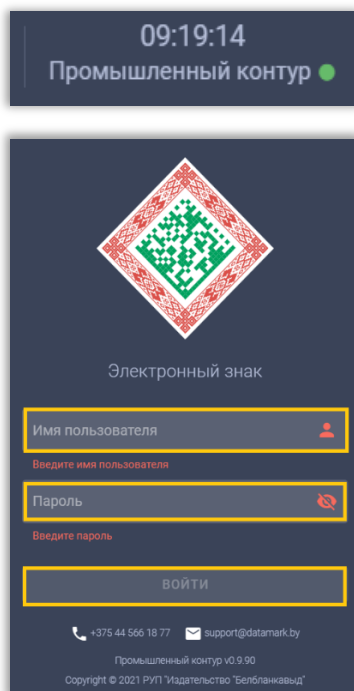 09:19:14
Промышленный контур
Электронный знак
Имя пользователя
Введите имя пользователя
Пароль
Введите пароль
ВОЙТИ
+375 44 566 18 77 support@datamark.by
Промышленный контур v0.9.90
Copyright © 2021 РУП "Издательство "Белбланкавыд"